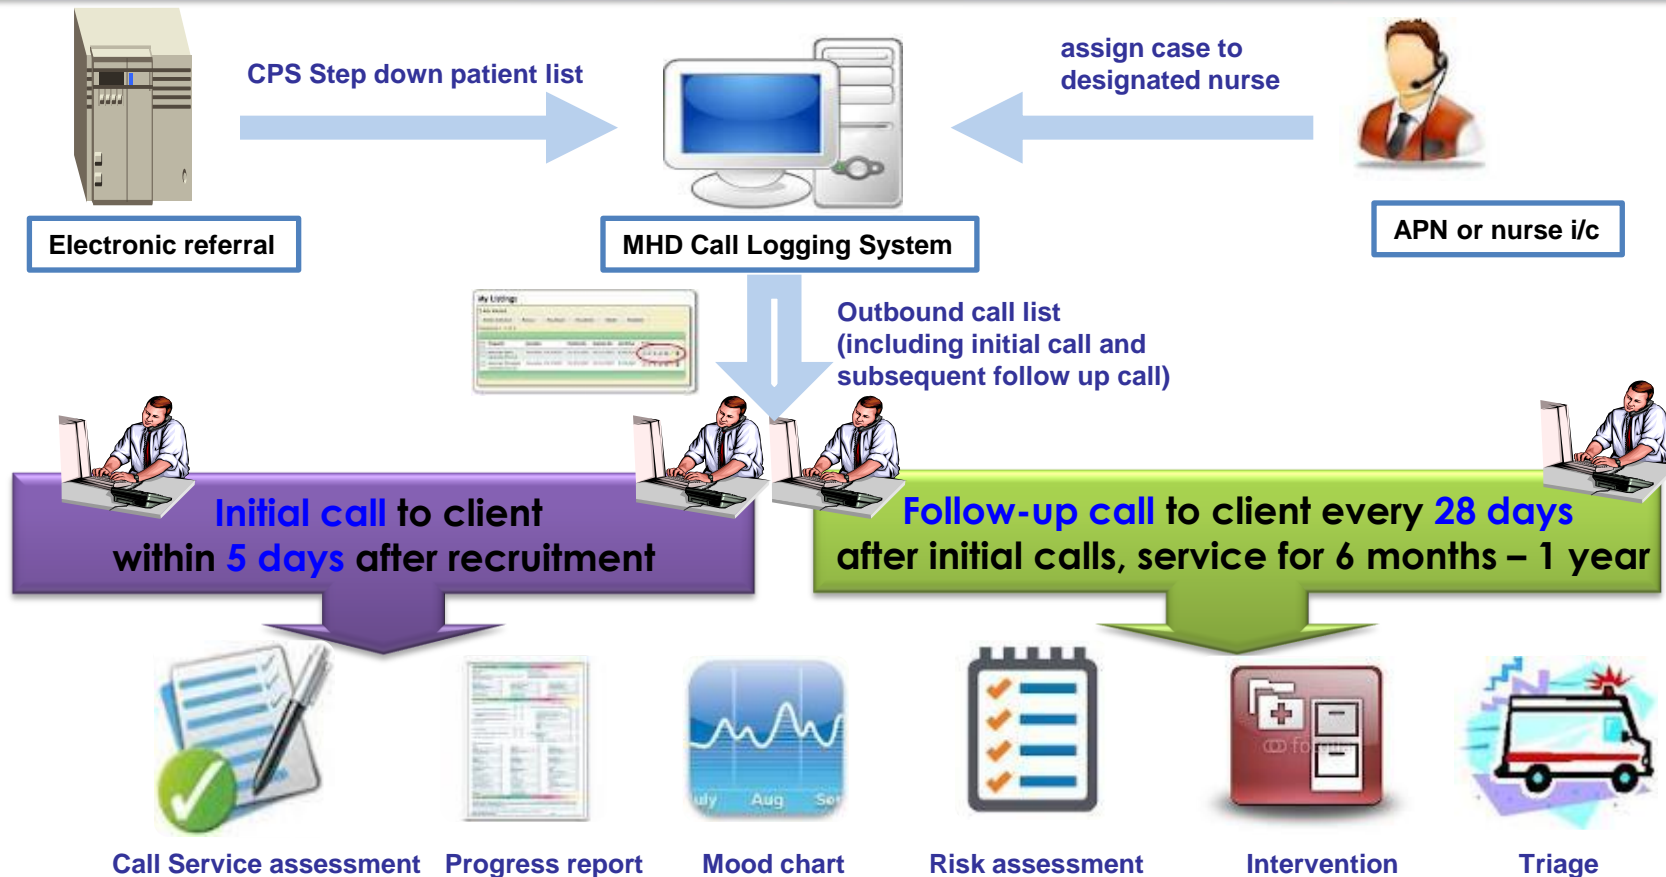 CPS Step down patient list
assign case to
designated nurse
Electronic referral
MHD Call Logging System
APN or nurse i/c
My Listings
Outbound call list
(including initial call and
subsequent follow up call)
Initial call to client
within 5 days after recruitment
Follow-up call to client every 28 days
after initial calls, service for 6 months – 1 year
Aug
Call Service assessment
Progress report
Mood chart
Risk assessment
Intervention
Triage